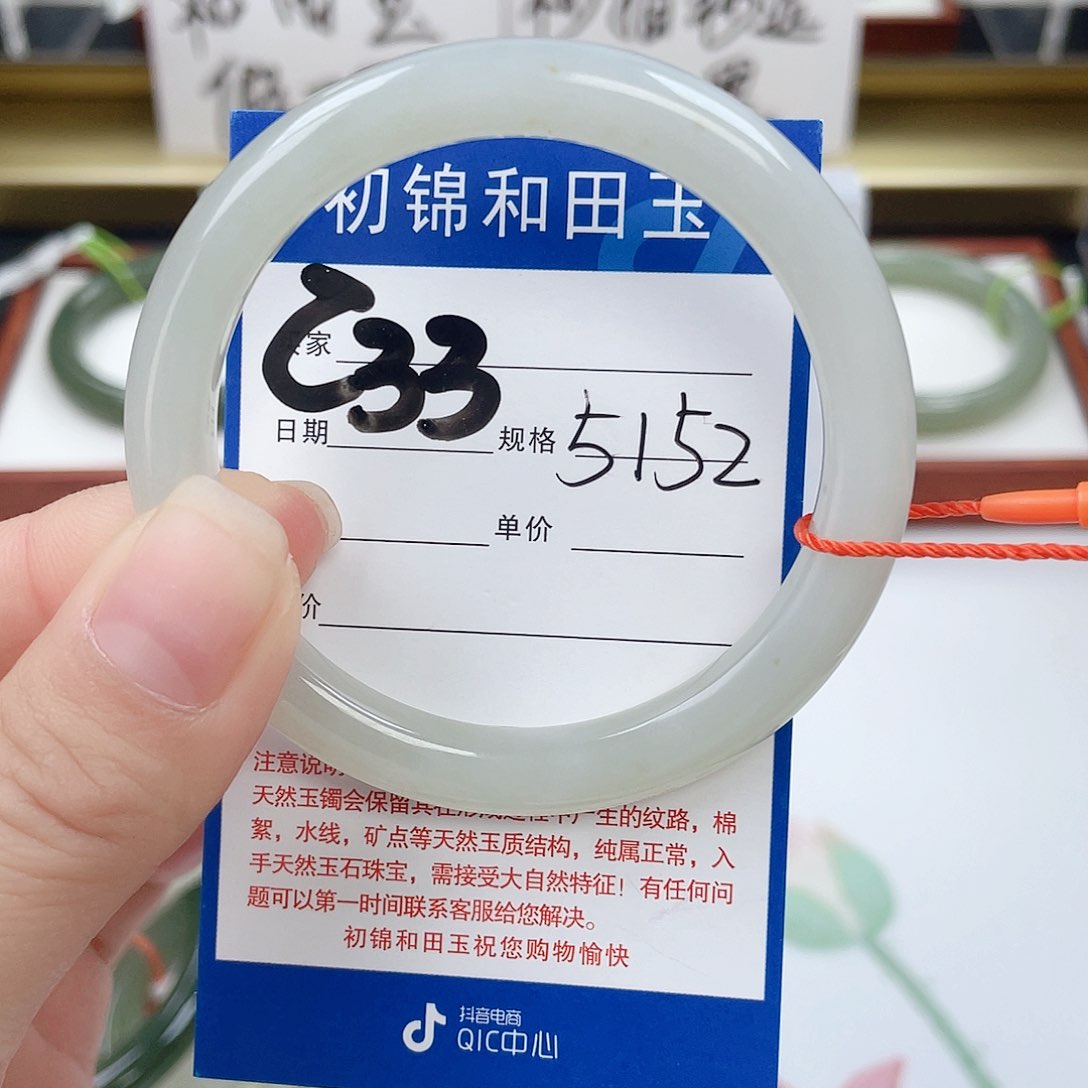 初锦和田玉
C33
家
日期 规格 5152
单价
价
注意说明
天然玉镯会保留其在形成过程中产生的纹路，棉
絮，水线，矿点等天然玉质结构，纯属正常，入
手天然玉石珠宝，需接受大自然特征！有任何问
题可以第一时间联系客服给您解决。
初锦和田玉祝您购物愉快
抖音电商
QIC中心